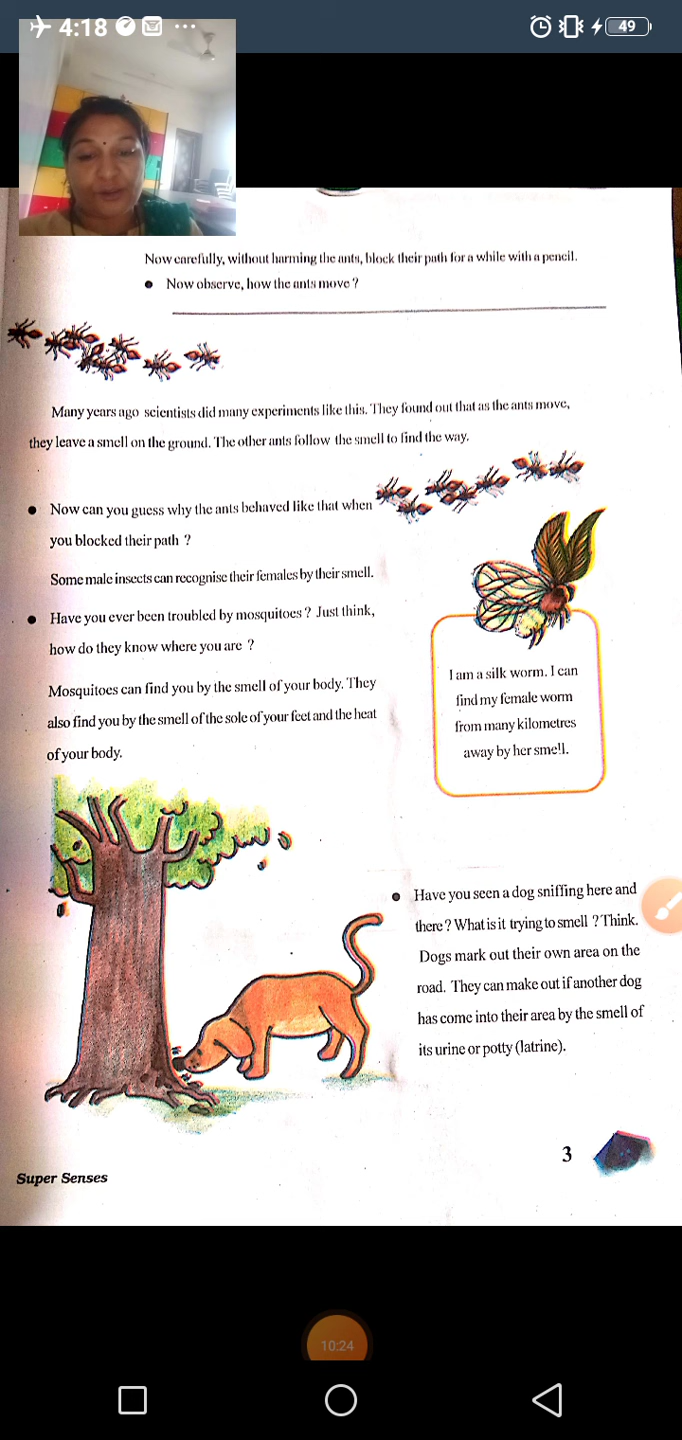 4:18
49
Now carefully, without harming the ants, block their path for a while with a pencil.
● Now observe, how the ants move ?
Many years ago scientists did many experiments like this. They found out that as the ants move,
they leave a smell on the ground. The other ants follow the smell to find the way.
● Now can you guess why the ants behaved like that when
you blocked their path ?
Some male insects can recognise their females by their smell.
● Have you ever been troubled by mosquitoes ? Just think,
how do they know where you are ?
Mosquitoes can find you by the smell of your body. They
also find you by the smell of the sole of your feet and the heat
of your body.
I am a silk worm. I can
find my female worm
from many kilometres
away by her smell.
● Have you seen a dog sniffing here and
there ? What is it trying to smell ? Think.
Dogs mark out their own area on the
road. They can make out if another dog
has come into their area by the smell of
its urine or potty (latrine).
3
Super Senses
10:24